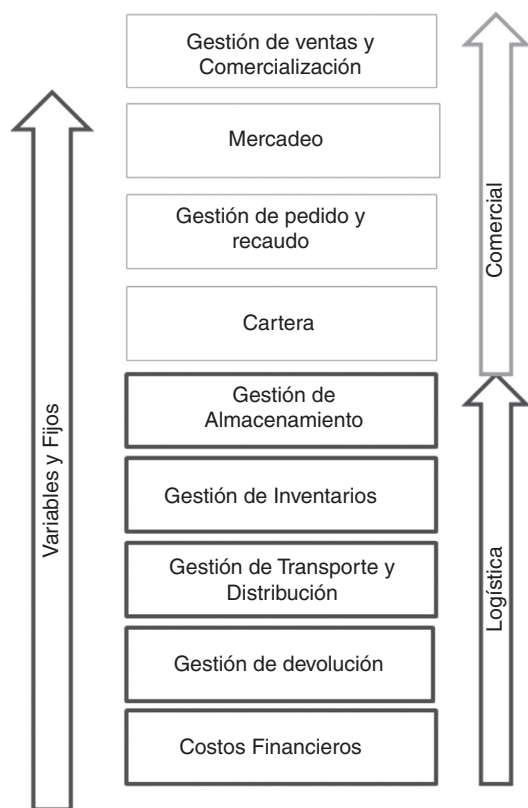 Gestión de ventas y
Comercialización
Mercadeo
Gestión de pedido y
recaudo
Cartera
Gestión de
Almacenamiento
Gestión de Inventarios
Gestión de Transporte y
Distribución
Gestión de devolución
Costos Financieros
Variables y Fijos
Comercial
Logística